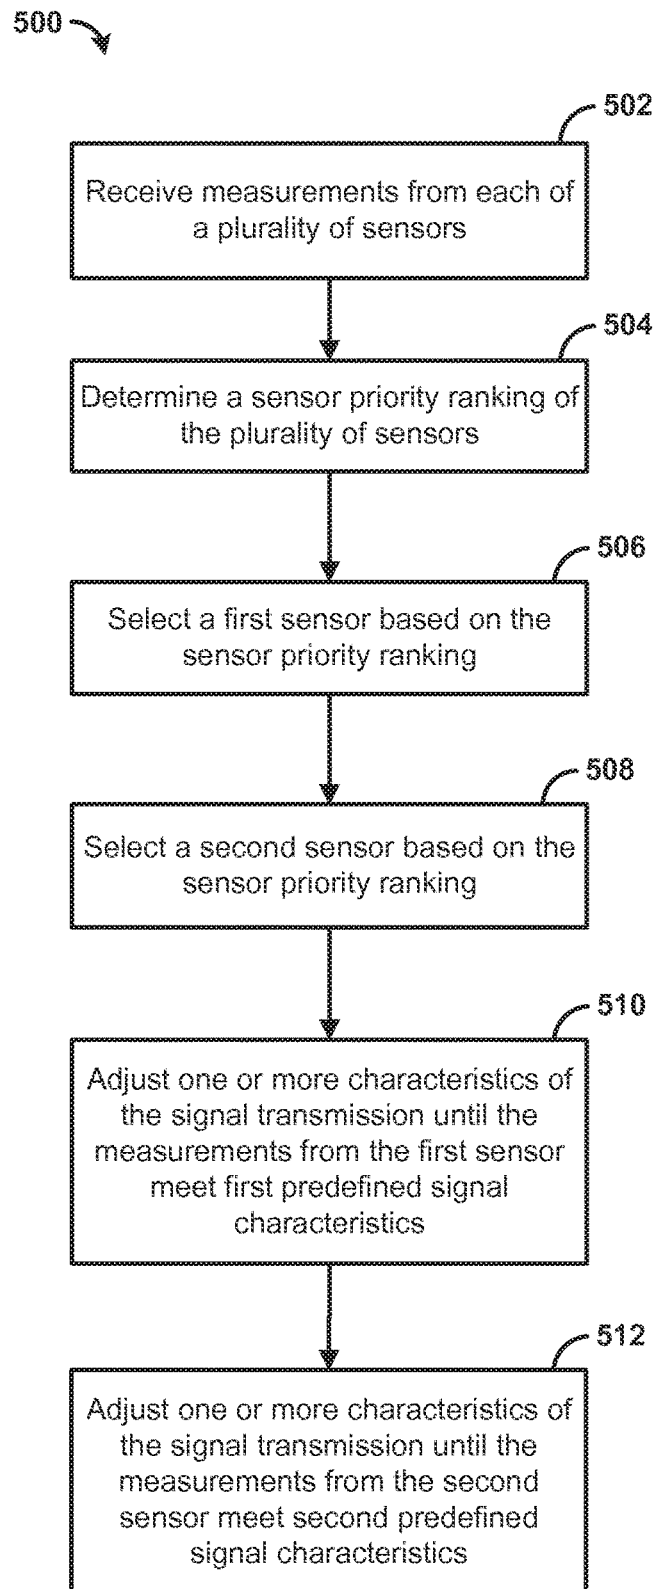 500
502
Receive measurements from each of
a plurality of sensors
504
Determine a sensor priority ranking of
the plurality of sensors
506
Select a first sensor based on the
sensor priority ranking
508
Select a second sensor based on the
sensor priority ranking
510
Adjust one or more characteristics of
the signal transmission until the
measurements from the first sensor
meet first predefined signal
characteristics
512
Adjust one or more characteristics of
the signal transmission until the
measurements from the second
sensor meet second predefined
signal characteristics